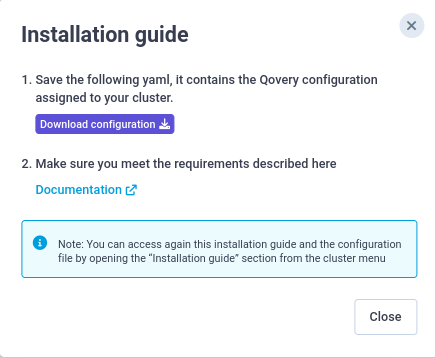 Installation guide
1. Save the following yaml, it contains the Qovery configuration
assigned to your cluster.
Download configuration
2. Make sure you meet the requirements described here
Documentation
Note: You can access again this installation guide and the configuration
file by opening the “Installation guide” section from the cluster menu
Close